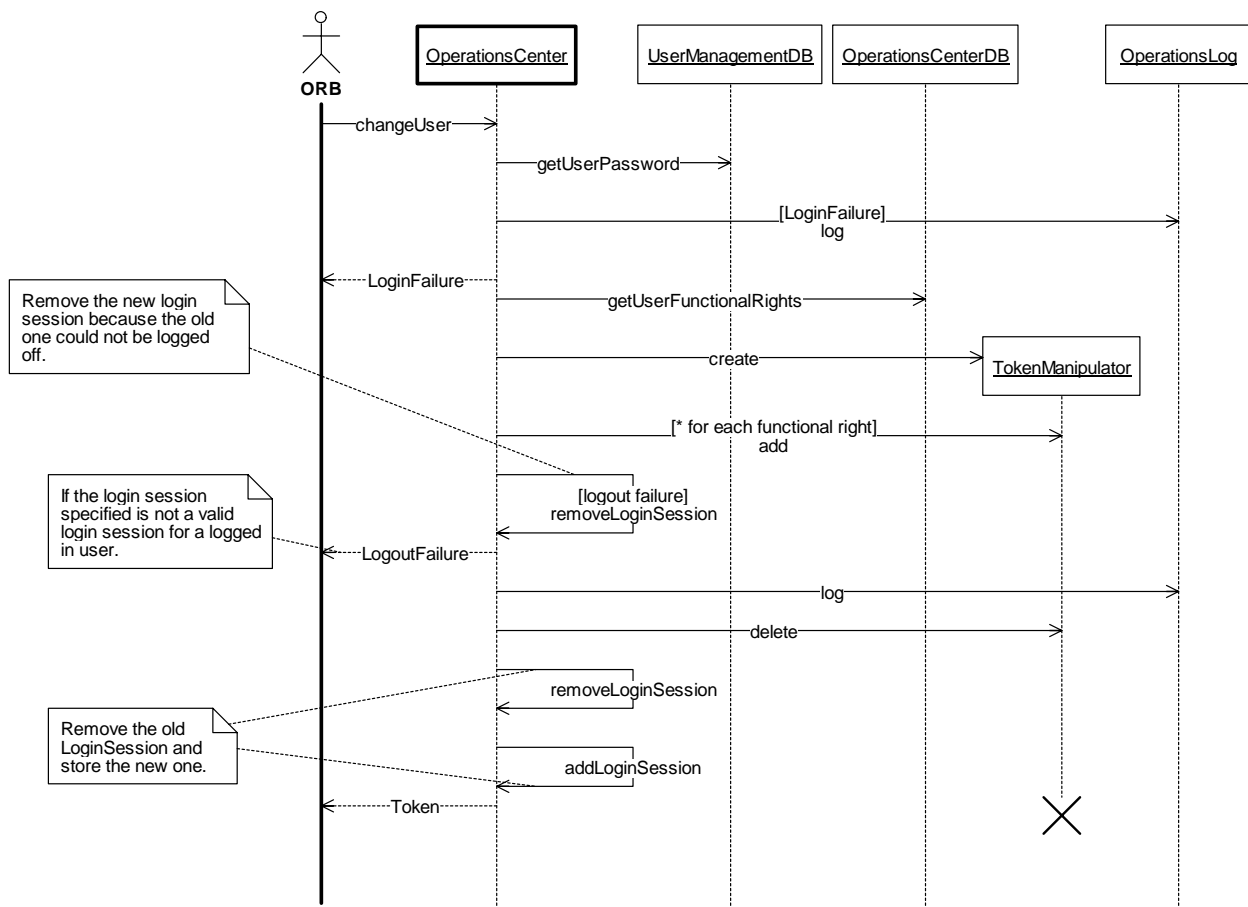 OperationsCenter
UserManagementDB
OperationsCenterDB
OperationsLog
ORB
changeUser
getUserPassword
[LoginFailure]
log
LoginFailure
getUserFunctionalRights
Remove the new login
session because the old
one could not be logged
off.
create
TokenManipulator
[* for each functional right]
add
If the login session
specified is not a valid
login session for a logged
in user.
[logout failure]
removeLoginSession
LogoutFailure
log
delete
removeLoginSession
Remove the old
LoginSession and
store the new one.
addLoginSession
Token